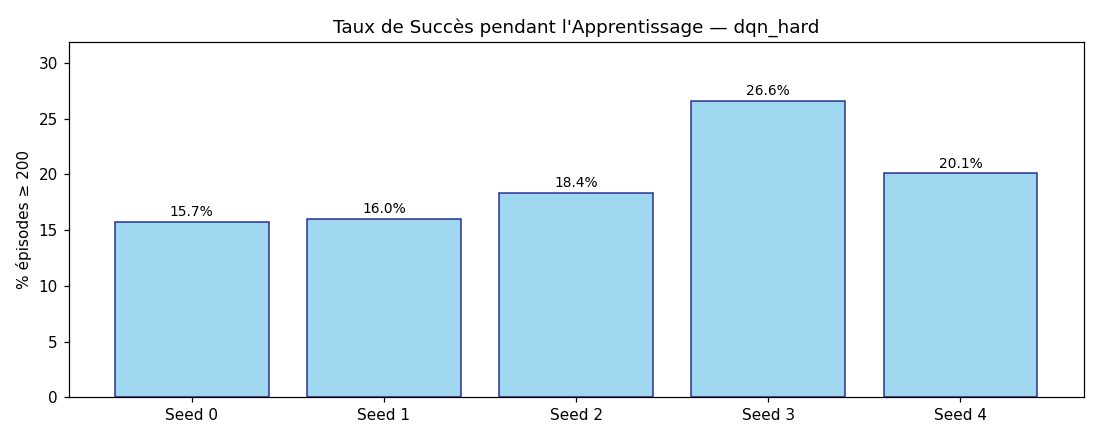 Taux de Succès pendant l'Apprentissage — dqn_hard
% épisodes ≥ 200
30
25
20
15
10
5
0
15.7%
16.0%
18.4%
26.6%
20.1%
Seed 0
Seed 1
Seed 2
Seed 3
Seed 4